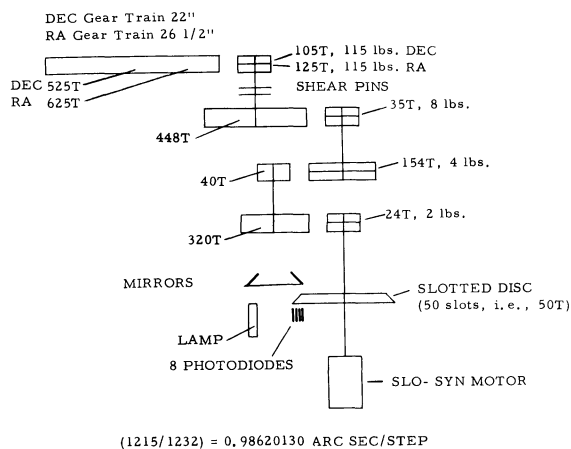 DEC Gear Train 22"
RA Gear Train 26 1/2"
105T, 115 lbs. DEC
125T, 115 lbs. RA
DEC 525T
RA 625T
SHEAR PINS
35T, 8 lbs.
448T
154T, 4 lbs.
40T
24T, 2 lbs.
320T
MIRRORS
SLOTTED DISC
(50 slots, i.e., 50T)
LAMP
8 PHOTODIODES
SLO- SYN MOTOR
(1215/1232) = 0.98620130 ARC SEC/STEP